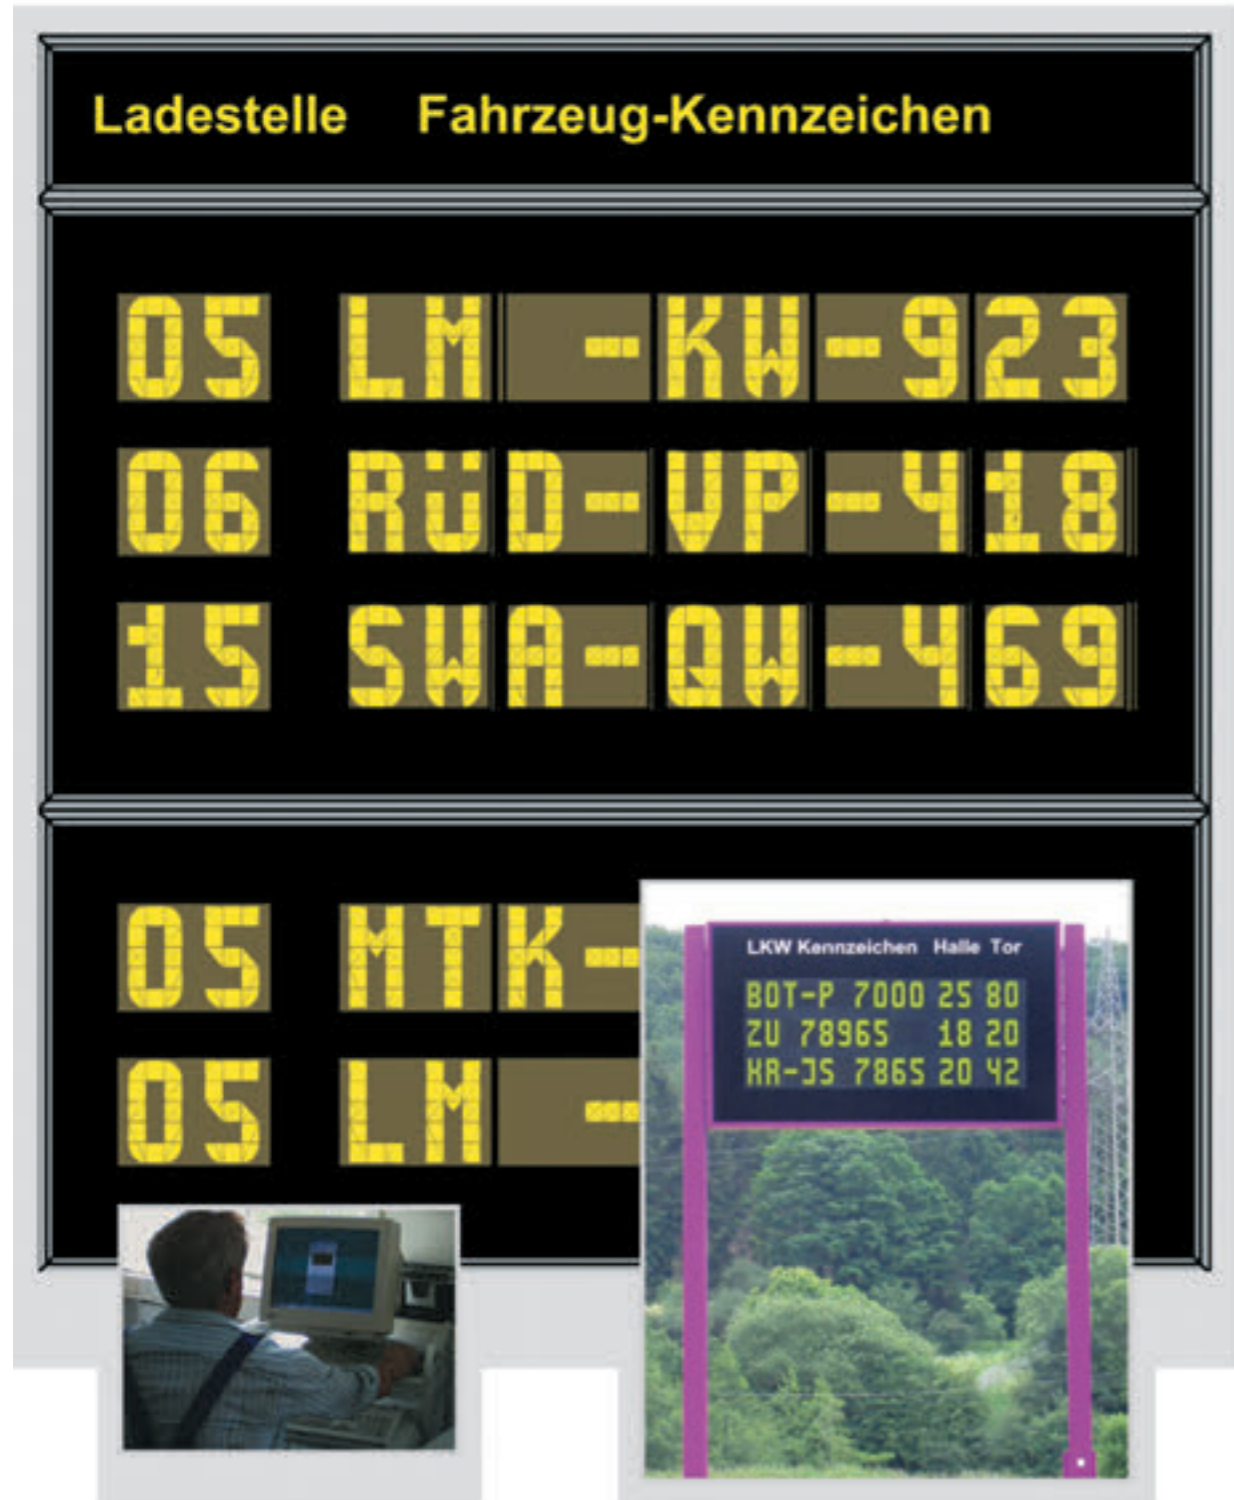 Ladestelle Fahrzeug-Kennzeichen
05 LM -KW-923
06 RÜD-VP-418
15 SWA-QW-469
05 MTK-
05 LM -
LKW Kennzeichen Halle Tor
BOT-P 7000 25 80
ZU 78965 18 20
KR-JS 7865 20 42